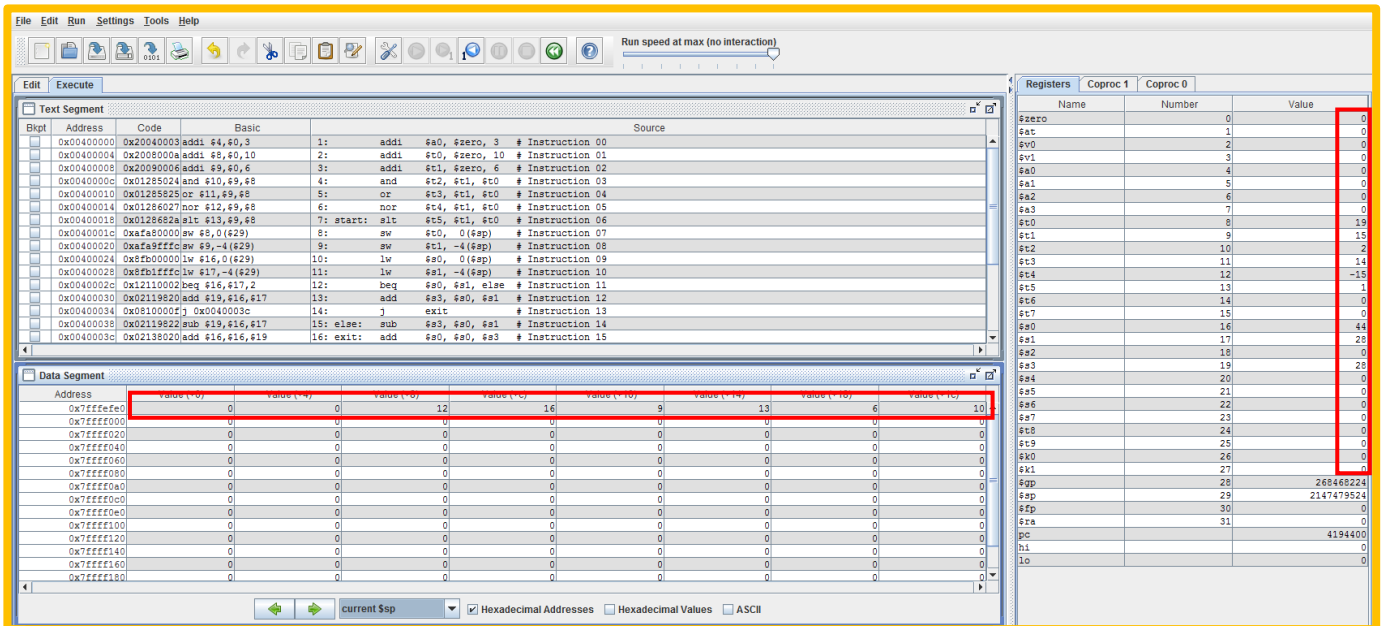 File Edit Run Settings Tools Help
Run speed at max (no interaction)
Edit Execute
Text Segment
Bkpt Address Code Basic Source
0x00400000 0x20040003 addi $4,$0,3 1: addi $a0, $zero, 3 # Instruction 00
0x00400004 0x2008000a addi $8,$0,10 2: addi $t0, $zero, 10 # Instruction 01
0x00400008 0x20090006 addi $9,$0,6 3: addi $t1, $zero, 6 # Instruction 02
0x0040000c 0x01285024 and $10,$9,$8 4: and $t2, $t1, $t0 # Instruction 03
0x00400010 0x01285825 or $11,$9,$8 5: or $t3, $t1, $t0 # Instruction 04
0x00400014 0x01286027 nor $12,$9,$8 6: nor $t4, $t1, $t0 # Instruction 05
0x00400018 0x0128682a slt $13,$9,$8 7: start: slt $t5, $t1, $t0 # Instruction 06
0x0040001c 0xafa80000 sw $8,0($29) 8: sw $t0, 0($sp) # Instruction 07
0x00400020 0xafa9fffc sw $9,-4($29) 9: sw $t1, -4($sp) # Instruction 08
0x00400024 0x8fb00000 lw $16,0($29) 10: lw $s0, 0($sp) # Instruction 09
0x00400028 0x8fb1fffc lw $17,-4($29) 11: lw $s1, -4($sp) # Instruction 10
0x0040002c 0x12110002 beq $16,$17,2 12: beq $s0, $s1, else # Instruction 11
0x00400030 0x02119820 add $19,$16,$17 13: add $s3, $s0, $s1 # Instruction 12
0x00400034 0x0810000f j 0x0040003c 14: j exit # Instruction 13
0x00400038 0x02119822 sub $19,$16,$17 15: else: sub $s3, $s0, $s1 # Instruction 14
0x0040003c 0x02138020 add $16,$16,$19 16: exit: add $s0, $s0, $s3 # Instruction 15
Data Segment
Address
0x7fffefe0 0 0 12 16 9 13 6 10
0x7ffff000 0 0 0 0 0 0 0 0
0x7ffff020 0 0 0 0 0 0 0 0
0x7ffff040 0 0 0 0 0 0 0 0
0x7ffff060 0 0 0 0 0 0 0 0
0x7ffff080 0 0 0 0 0 0 0 0
0x7ffff0a0 0 0 0 0 0 0 0 0
0x7ffff0c0 0 0 0 0 0 0 0 0
0x7ffff0e0 0 0 0 0 0 0 0 0
0x7ffff100 0 0 0 0 0 0 0 0
0x7ffff120 0 0 0 0 0 0 0 0
0x7ffff140 0 0 0 0 0 0 0 0
0x7ffff160 0 0 0 0 0 0 0 0
0x7ffff180 0 0 0 0 0 0 0 0
current $sp Hexadecimal Addresses Hexadecimal Values ASCII
Registers Coproc 1 Coproc 0
Name Number Value
$zero 0 0
$at 1 0
$v0 2 0
$v1 3 0
$a0 4 0
$a1 5 0
$a2 6 0
$a3 7 0
$t0 8 19
$t1 9 15
$t2 10 2
$t3 11 14
$t4 12 -15
$t5 13 1
$t6 14 0
$t7 15 0
$s0 16 44
$s1 17 28
$s2 18 0
$s3 19 28
$s4 20 0
$s5 21 0
$s6 22 0
$s7 23 0
$t8 24 0
$t9 25 0
$k0 26 0
$k1 27 0
$gp 28 268468224
$sp 29 2147479524
$fp 30 0
$ra 31 0
pc 4194400
hi 0
lo 0